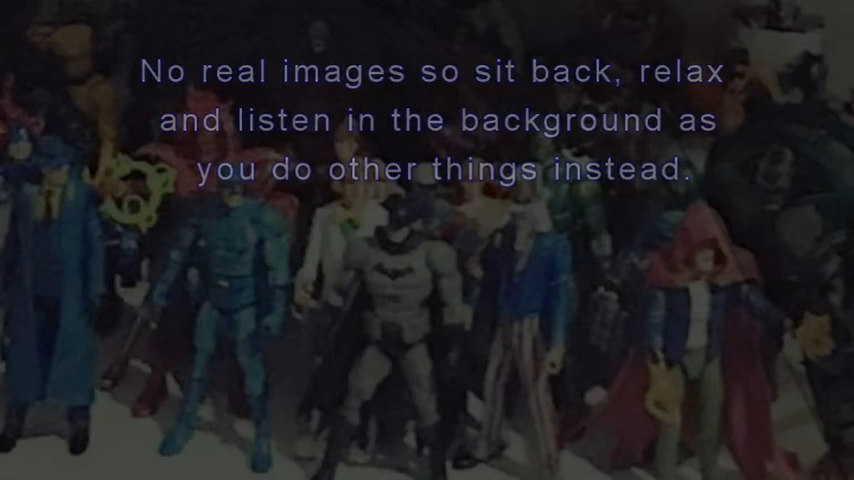 No real images so sit back, relax
and listen in the background as
you do other things instead.